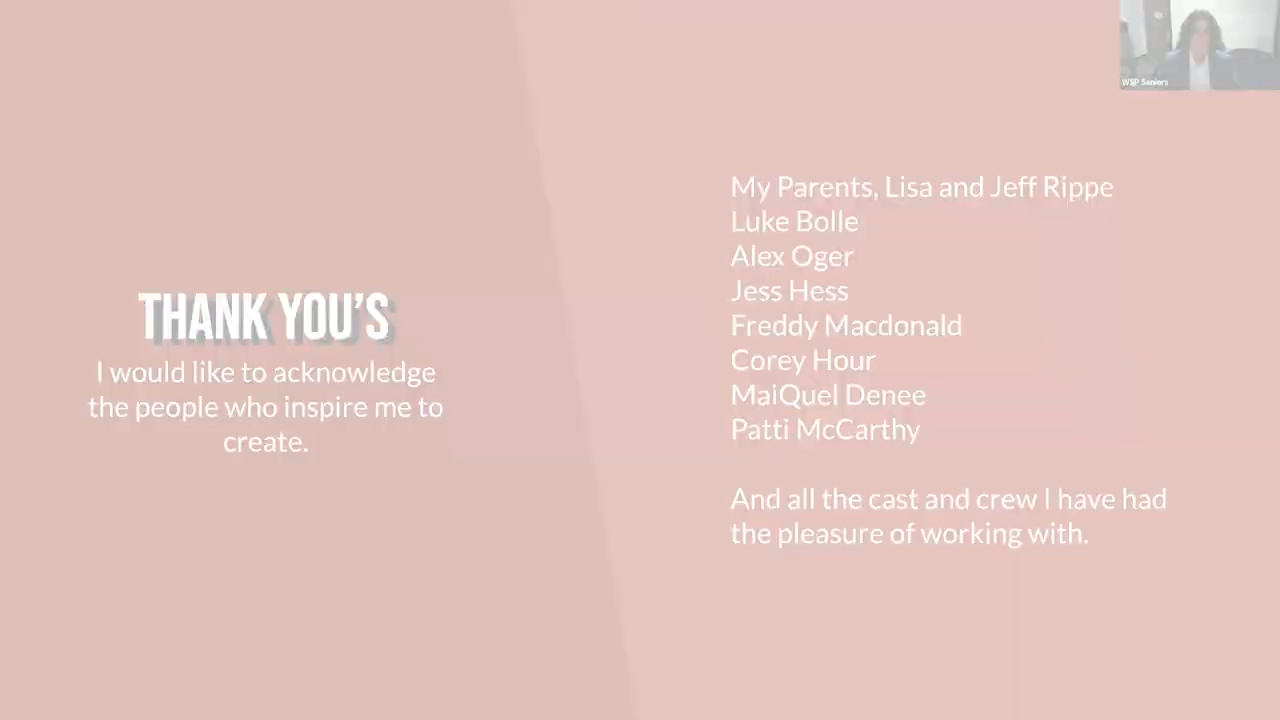 WSP Seniors
THANK YOU'S
I would like to acknowledge
the people who inspire me to
create.
My Parents, Lisa and Jeff Rippe
Luke Bolle
Alex Oger
Jess Hess
Freddy Macdonald
Corey Hour
MaiQuel Denee
Patti McCarthy
And all the cast and crew I have had
the pleasure of working with.